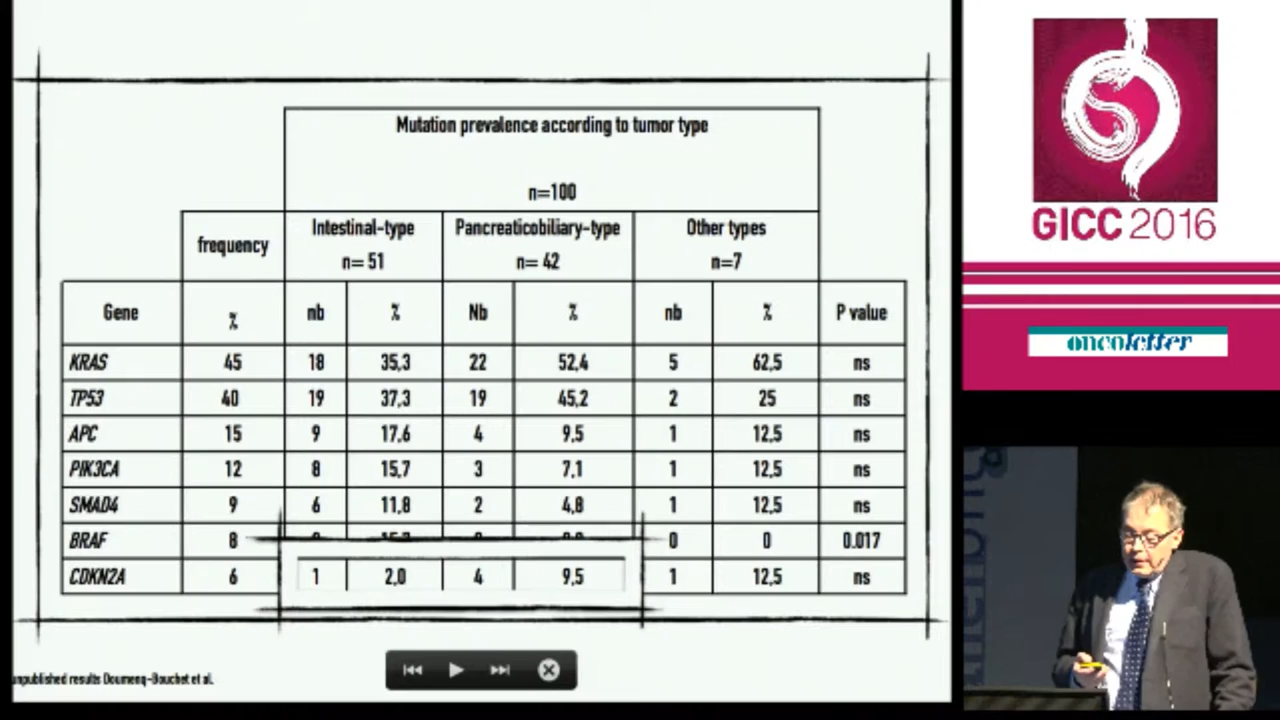 Mutation prevalence according to tumor type
n=100
frequency Intestinal-type Pancreaticobiliary-type Other types
n= 51 n= 42 n=7
Gene % nb % Nb % nb % P value
KRAS 45 18 35,3 22 52,4 5 62,5 ns
TP53 40 19 37,3 19 45,2 2 25 ns
APC 15 9 17,6 4 9,5 1 12,5 ns
PIK3CA 12 8 15,7 3 7,1 1 12,5 ns
SMAD4 9 6 11,8 2 4,8 1 12,5 ns
BRAF 8 0 0 0.017
CDKN2A 6 1 2,0 4 9,5 1 12,5 ns
unpublished results Doumenq-Bouchet et al.
GICC 2016
oncoletter